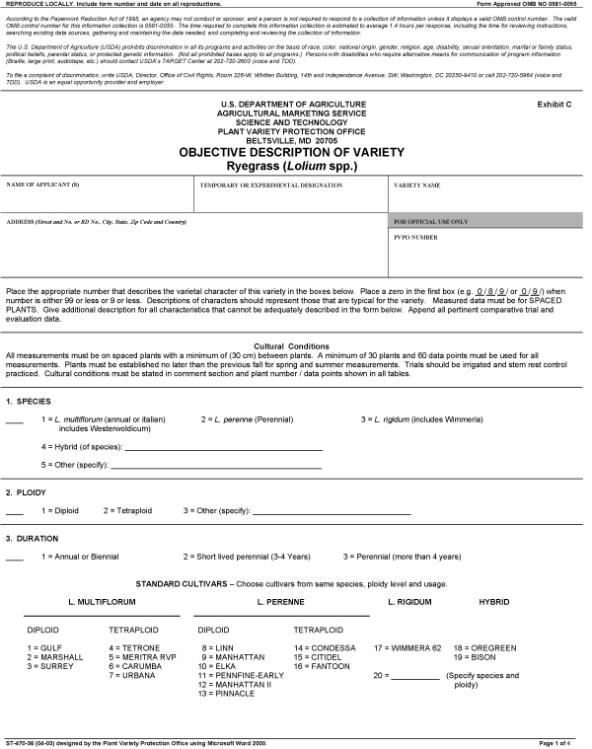 REPRODUCE LOCALLY. Include form number and date on all reproductions. Form Approved OMB NO 0581-0055
According to the Paperwork Reduction Act of 1995, an agency may not conduct or sponsor, and a person is not required to respond to a collection of information unless it displays a valid OMB control number. The valid
OMB control number for this information collection is 0581-0055. The time required to complete this information collection is estimated to average 1.4 hours per response, including the time for reviewing instructions,
searching existing data sources, gathering and maintaining the data needed, and completing and reviewing the collection of information.
The U.S. Department of Agriculture (USDA) prohibits discrimination in all its programs and activities on the basis of race, color, national origin, gender, religion, age, disability, sexual orientation, marital or family status,
political beliefs, parental status, or protected genetic information. (Not all prohibited bases apply to all programs.) Persons with disabilities who require alternative means for communication of program information
(Braille, large print, audiotape, etc.) should contact USDA's TARGET Center at 202-720-2600 (voice and TDD).
To file a complaint of discrimination, write USDA, Director, Office of Civil Rights, Room 326-W, Whitten Building, 14th and Independence Avenue, SW, Washington, DC 20250-9410 or call 202-720-5964 (voice and
TDD). USDA is an equal opportunity provider and employer.
U.S. DEPARTMENT OF AGRICULTURE Exhibit C
AGRICULTURAL MARKETING SERVICE
SCIENCE AND TECHNOLOGY
PLANT VARIETY PROTECTION OFFICE
BELTSVILLE, MD 20705
OBJECTIVE DESCRIPTION OF VARIETY
Ryegrass (Lolium spp.)
NAME OF APPLICANT (S) TEMPORARY OR EXPERIMENTAL DESIGNATION VARIETY NAME
ADDRESS (Street and No. or RD No., City, State, Zip Code and Country) FOR OFFICIAL USE ONLY
PVPO NUMBER
Place the appropriate number that describes the varietal character of this variety in the boxes below. Place a zero in the first box (e.g. 0 / 8 / 9 / or 0 / 9 /) when
number is either 99 or less or 9 or less. Descriptions of characters should represent those that are typical for the variety. Measured data must be for SPACED
PLANTS. Give additional description for all characteristics that cannot be adequately described in the form below. Append all pertinent comparative trial and
evaluation data.
Cultural Conditions
All measurements must be on spaced plants with a minimum of (30 cm) between plants. A minimum of 30 plants and 60 data points must be used for all
measurements. Plants must be established no later than the previous fall for spring and summer measurements. Trials should be irrigated and stem rest control
practiced. Cultural conditions must be stated in comment section and plant number / data points shown in all tables.
1. SPECIES
____ 1 = L. multiflorum (annual or italian) 2 = L. perenne (Perennial) 3 = L. rigidum (includes Wimmeria)
includes Westerwoldicum)
4 = Hybrid (of species): ____
5 = Other (specify): ____
2. PLOIDY
____ 1 = Diploid 2 = Tetraploid 3 = Other (specify): ____
3. DURATION
____ 1 = Annual or Biennial 2 = Short lived perennial (3-4 Years) 3 = Perennial (more than 4 years)
STANDARD CULTIVARS – Choose cultivars from same species, ploidy level and usage.
L. MULTIFLORUM L. PERENNE L. RIGIDUM HYBRID
DIPLOID TETRAPLOID DIPLOID TETRAPLOID
1 = GULF 4 = TETRONE 8 = LINN 14 = CONDESSA 17 = WIMMERA 62 18 = OREGREEN
2 = MARSHALL 5 = MERITRA RVP 9 = MANHATTAN 15 = CITIDEL 19 = BISON
3 = SURREY 6 = CARUMBA 10 = ELKA 16 = FANTOON
7 = URBANA 11 = PENNFINE-EARLY 20 = ____ (Specify species and
12 = MANHATTAN II ploidy)
13 = PINNACLE
ST-470-36 (04-03) designed by the Plant Variety Protection Office using Microsoft Word 2000. Page 1 of 4